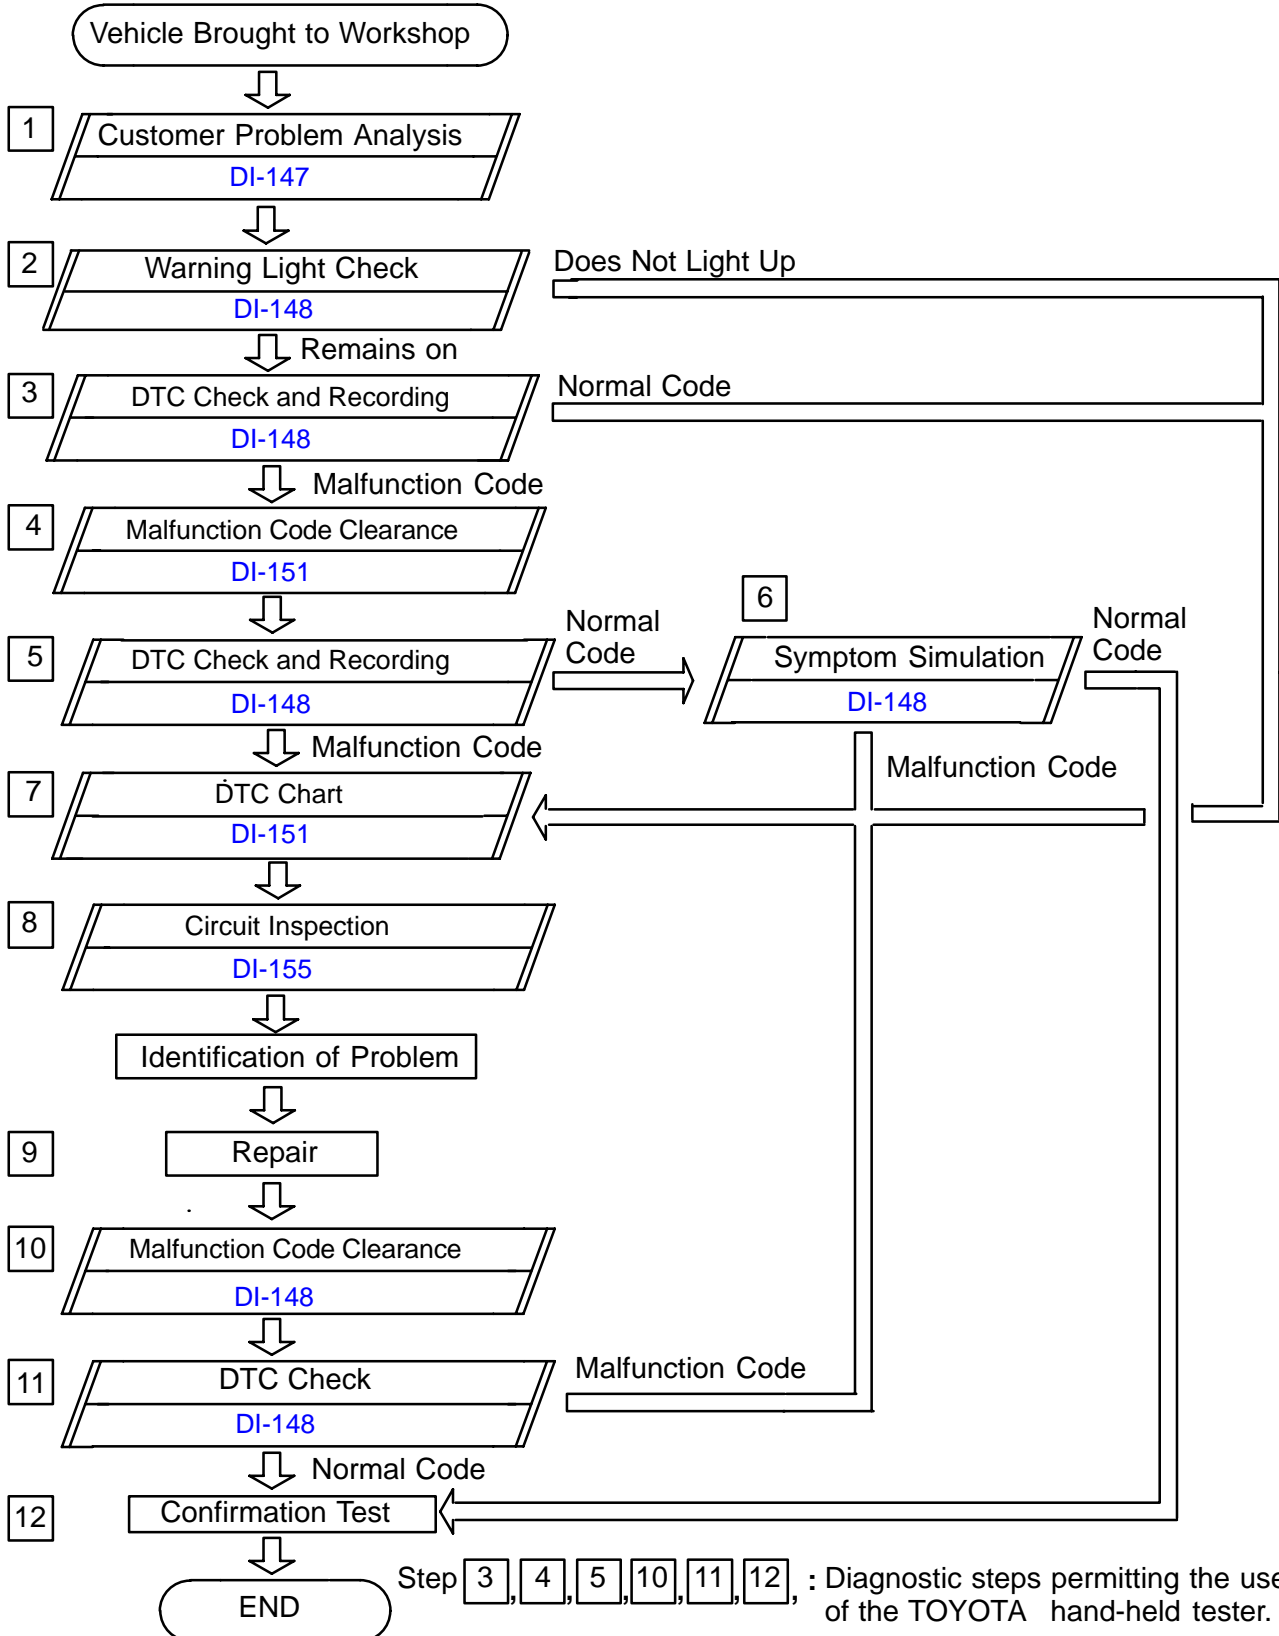 Vehicle Brought to Workshop
1
Customer Problem Analysis
DI-147
2
Warning Light Check
DI-148
Does Not Light Up
Remains on
3
DTC Check and Recording
DI-148
Normal Code
Malfunction Code
4
Malfunction Code Clearance
DI-151
5
DTC Check and Recording
DI-148
Normal
Code
6
Symptom Simulation
DI-148
Normal
Code
Malfunction Code
Malfunction Code
7
DTC Chart
DI-151
8
Circuit Inspection
DI-155
Identification of Problem
9
Repair
10
Malfunction Code Clearance
DI-148
11
DTC Check
DI-148
Malfunction Code
Normal Code
12
Confirmation Test
END
Step 3, 4, 5, 10, 11, 12, : Diagnostic steps permitting the use
of the TOYOTA hand-held tester.